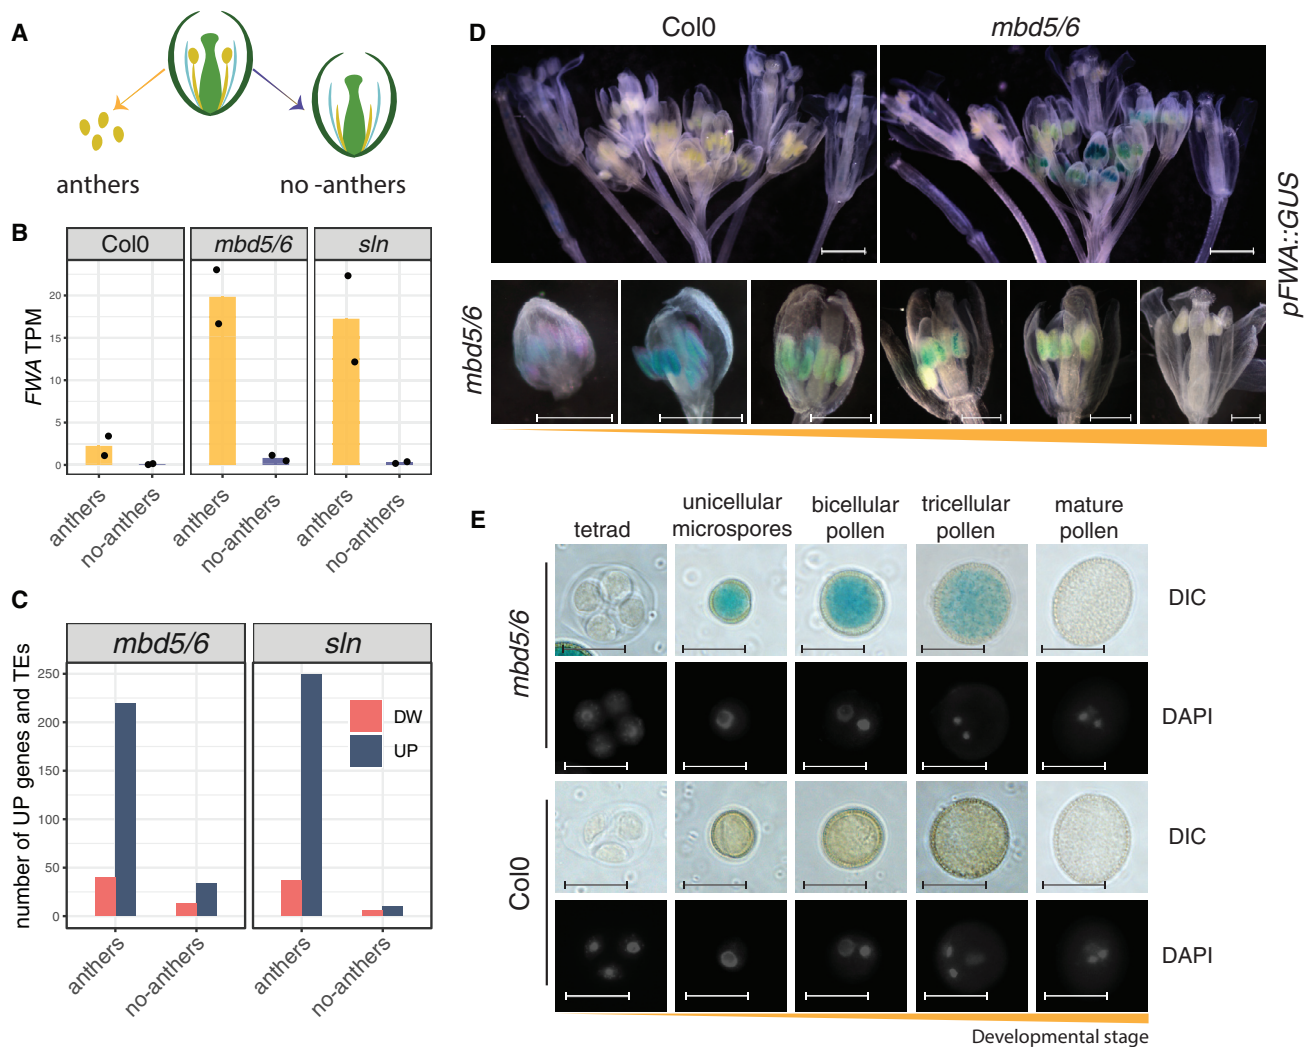 A
anthers
no -anthers
B
Col0
mbd5/6
sln
FWA TPM
20
15
10
5
0
anthers
no-anthers
anthers
no-anthers
anthers
no-anthers
C
mbd5/6
sln
number of UP genes and TEs
250
200
150
100
50
0
DW
UP
anthers
no-anthers
anthers
no-anthers
D
Col0
mbd5/6
pFWA::GUS
mbd5/6
E
tetrad
unicellular
microspores
bicellular
pollen
tricellular
pollen
mature
pollen
mbd5/6
DIC
DAPI
Col0
DIC
DAPI
Developmental stage